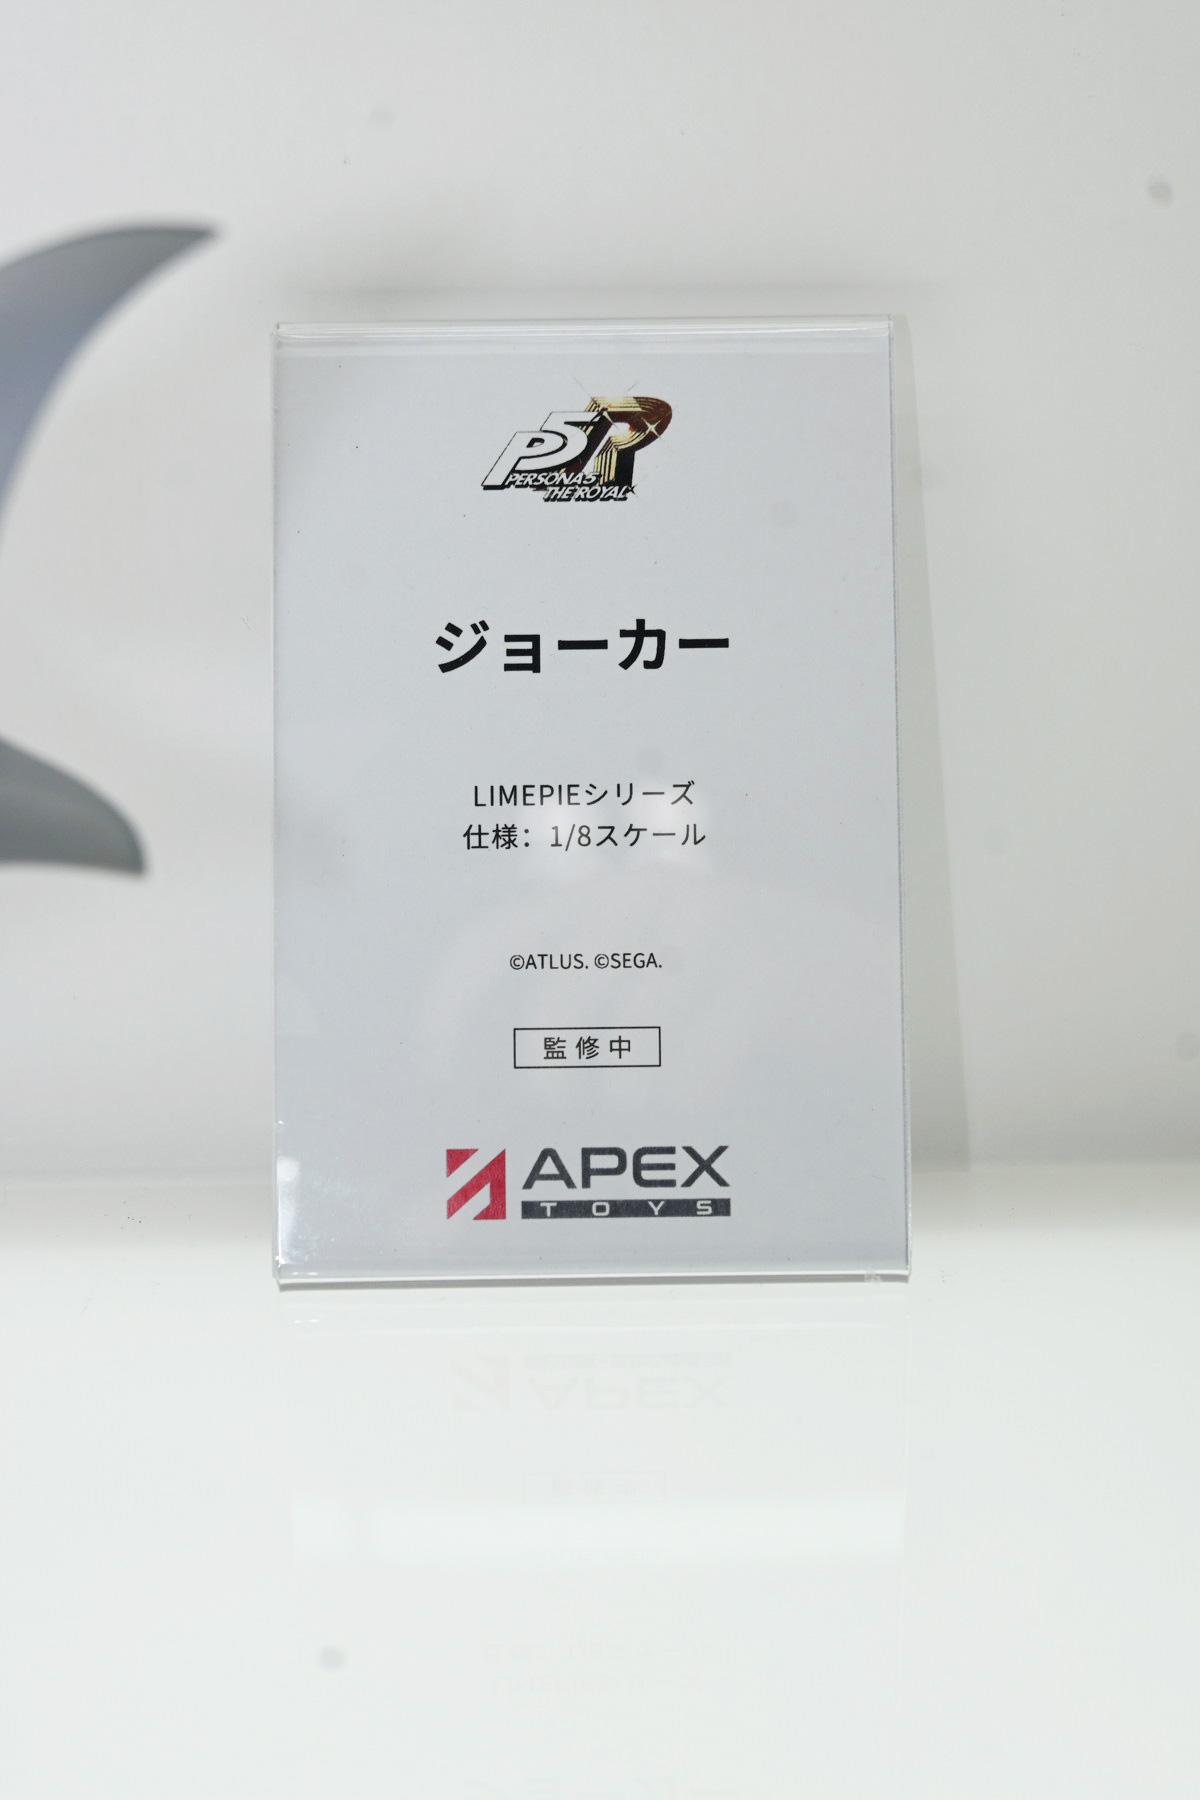 P5R
PERSONA5
THE ROYAL
ジョーカー
LIMEPIEシリーズ
仕様：1/8スケール
©ATLUS. ©SEGA.
監修中
APEX
TOYS